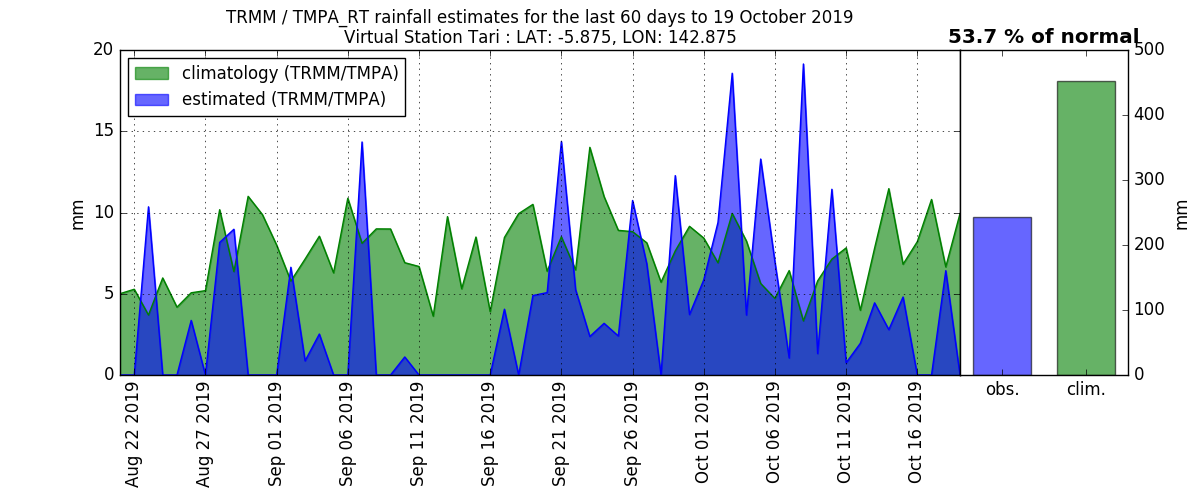 TRMM / TMPA_RT rainfall estimates for the last 60 days to 19 October 2019
Virtual Station Tari : LAT: -5.875, LON: 142.875
53.7 % of normal
climatology (TRMM/TMPA)
estimated (TRMM/TMPA)
mm
20
15
10
5
0
Aug 22 2019
Aug 27 2019
Sep 01 2019
Sep 06 2019
Sep 11 2019
Sep 16 2019
Sep 21 2019
Sep 26 2019
Oct 01 2019
Oct 06 2019
Oct 11 2019
Oct 16 2019
500
400
300
200
100
0
mm
obs.
clim.